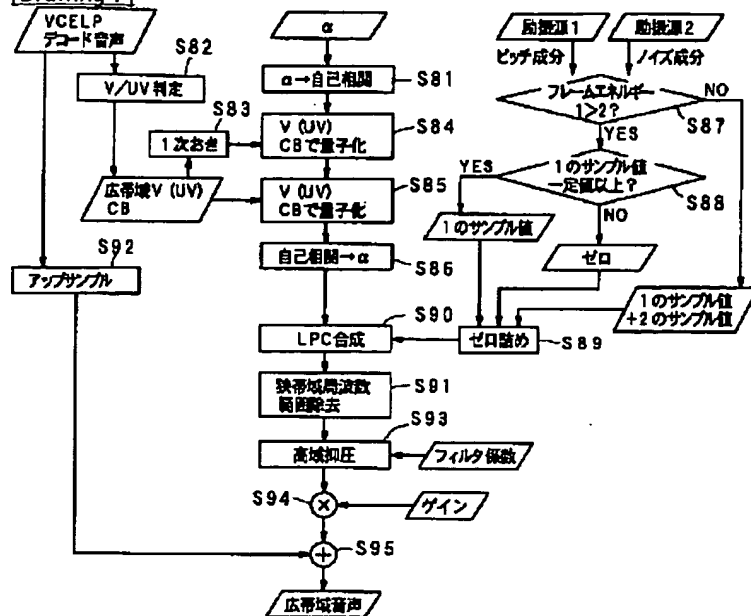 [Drawing 7]
VCELP
デコード音声
S82
V/UV判定
S83
1次おき
広帯域V (UV)
CB
S92
アップサンプル
α
α→自己相関
S81
V (UV)
CBで量子化
S84
V (UV)
CBで量子化
S85
自己相関→α
S86
S90
LPC合成
狭帯域周波数
範囲除去
S91
S93
高域抑圧
フィルタ係数
S94
×
ゲイン
+
S95
広帯域音声
励振源1
励振源2
ピッチ成分
ノイズ成分
フレームエネルギー
1>2?
NO
S87
YES
1のサンプル値
一定値以上?
YES
S88
NO
1のサンプル値
ゼロ
1のサンプル値
+2のサンプル値
ゼロ詰め
S89